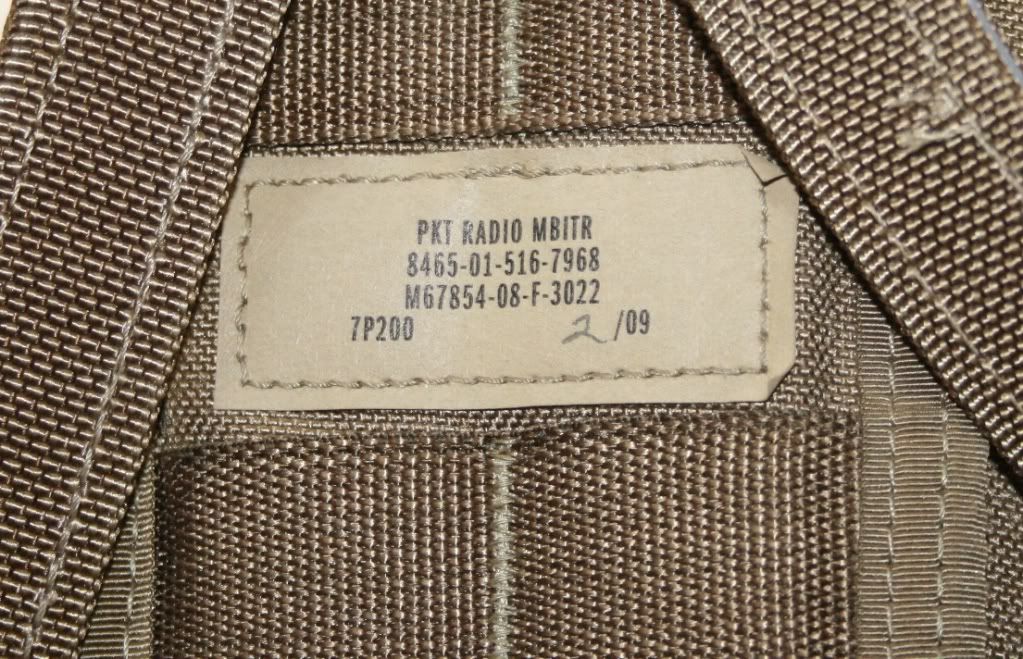 PKT RADIO MBITR
8465-01-516-7968
M67854-08-F-3022
7P200 2/09